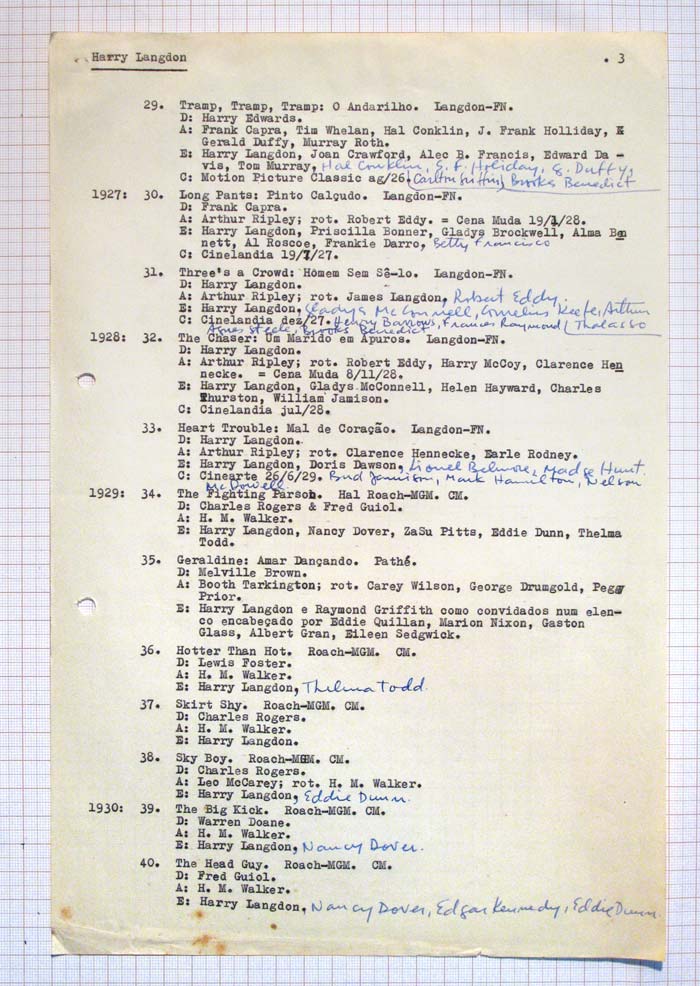 Harry Langdon . 3
29. Tramp, Tramp, Tramp: O Andarilho. Langdon-FN.
D: Harry Edwards.
A: Frank Capra, Tim Whelan, Hal Conklin, J. Frank Holliday, &
Gerald Duffy, Murray Roth.
E: Harry Langdon, Joan Crawford, Alec B. Francis, Edward Da-
vis, Tom Murray, Hal Conklin, G. F. Holiday, G. Duffy,
C: Motion Picture Classic ag/26 (Carlton Griffin) Brooks Benedict
1927: 30. Long Pants: Pinto Calçudo. Langdon-FN.
D: Frank Capra.
A: Arthur Ripley; rot. Robert Eddy. = Cena Muda 19/1/28.
E: Harry Langdon, Priscilla Bonner, Gladys Brockwell, Alma Ben
nett, Al Roscoe, Frankie Darro, Betty Francisco
C: Cinelandia 19/7/27.
31. Three's a Crowd: Homem Sem Sê-lo. Langdon-FN.
D: Harry Langdon.
A: Arthur Ripley; rot. James Langdon, Robert Eddy.
E: Harry Langdon, Gladys McConnell, Cornelius Keefe, Arthur
C: Cinelandia dez/27. Henry Barrows, Frances Raymond/ Thalasso
Agnes Steele, Brooks Benedict
1928: 32. The Chaser: Um Marido em Apuros. Langdon-FN.
D: Harry Langdon.
A: Arthur Ripley; rot. Robert Eddy, Harry McCoy, Clarence Hen
necke. = Cena Muda 8/11/28.
E: Harry Langdon, Gladys McConnell, Helen Hayward, Charles
Thurston, William Jamison.
C: Cinelandia jul/28.
33. Heart Trouble: Mal de Coração. Langdon-FN.
D: Harry Langdon.
A: Arthur Ripley; rot. Clarence Hennecke, Earle Rodney.
E: Harry Langdon, Doris Dawson, Lionel Belmore, Madge Hunt.
C: Cinearte 26/6/29. Bud Jamison, Mark Hamilton, Nelson
McDowell
1929: 34. The Fighting Parson. Hal Roach-MGM. CM.
D: Charles Rogers & Fred Guiol.
A: H. M. Walker.
E: Harry Langdon, Nancy Dover, ZaSu Pitts, Eddie Dunn, Thelma
Todd.
35. Geraldine: Amar Dançando. Pathé.
D: Melville Brown.
A: Booth Tarkington; rot. Carey Wilson, George Drumgold, Peggy
Prior.
E: Harry Langdon e Raymond Griffith como convidados num elen-
co encabeçado por Eddie Quillan, Marion Nixon, Gaston
Glass, Albert Gran, Eileen Sedgwick.
36. Hotter Than Hot. Roach-MGM. CM.
D: Lewis Foster.
A: H. M. Walker.
E: Harry Langdon, Thelma Todd.
37. Skirt Shy. Roach-MGM. CM.
D: Charles Rogers.
A: H. M. Walker.
E: Harry Langdon.
38. Sky Boy. Roach-MGM. CM.
D: Charles Rogers.
A: Leo McCarey; rot. H. M. Walker.
E: Harry Langdon, Eddie Dunn.
1930: 39. The Big Kick. Roach-MGM. CM.
D: Warren Doane.
A: H. M. Walker.
E: Harry Langdon, Nancy Dover.
40. The Head Guy. Roach-MGM. CM.
D: Fred Guiol.
A: H. M. Walker.
E: Harry Langdon, Nancy Dover, Edgar Kennedy, Eddie Dunn.